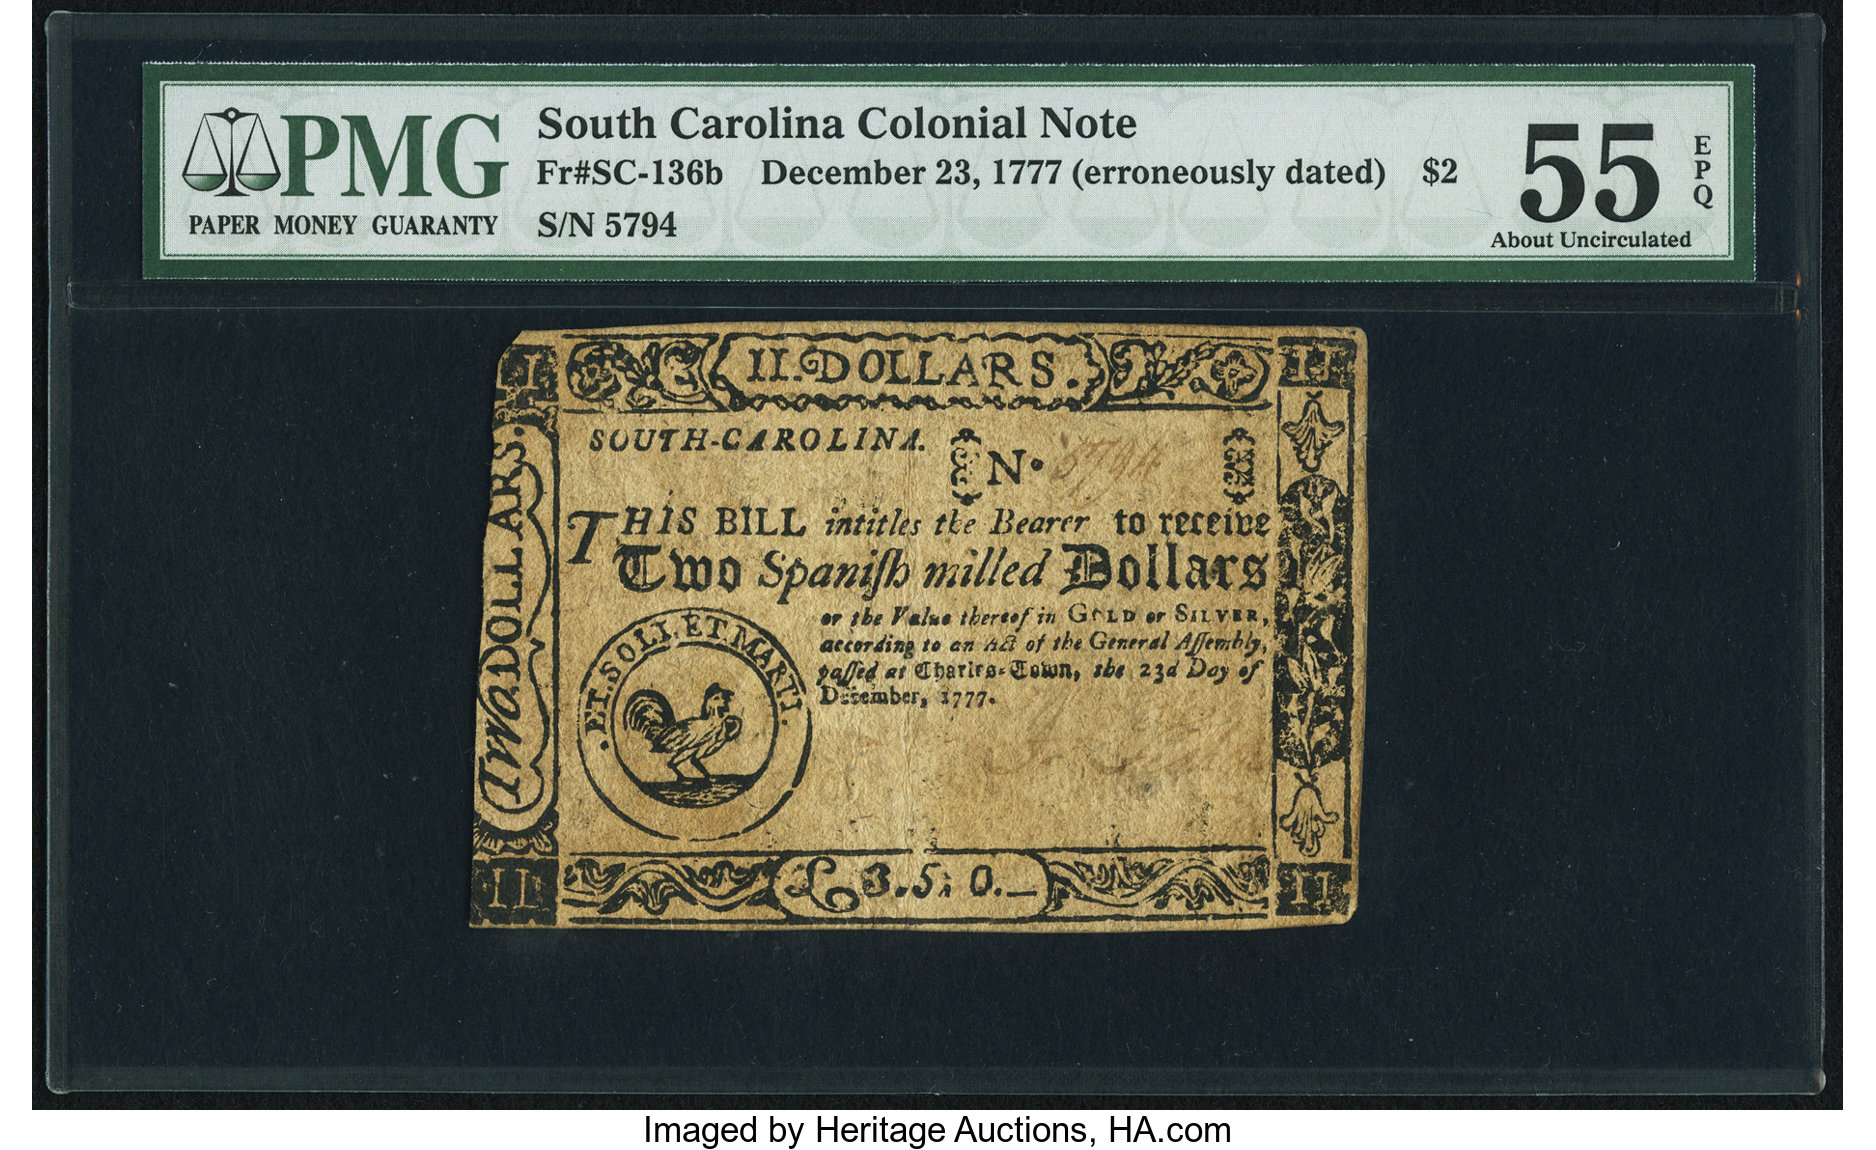 PMG
PAPER MONEY GUARANTY
South Carolina Colonial Note
Fr#SC-136b December 23, 1777 (erroneously dated) $2
S/N 5794
55
EPQ
About Uncirculated
II. DOLLARS.
II
SOUTH-CAROLINA.
No. 5794
THIS BILL intitles the Bearer to receive
Two Spaniſh milled Dollars
or the Value thereof in GOLD or SILVER,
according to an Act of the General Aſſembly,
paſſed at Charles-Town, the 23d Day of
December, 1777.
.ET.SOLI.ET.MARTI.
Two DOLLARS.
II
£3.5.0.—
II
Imaged by Heritage Auctions, HA.com